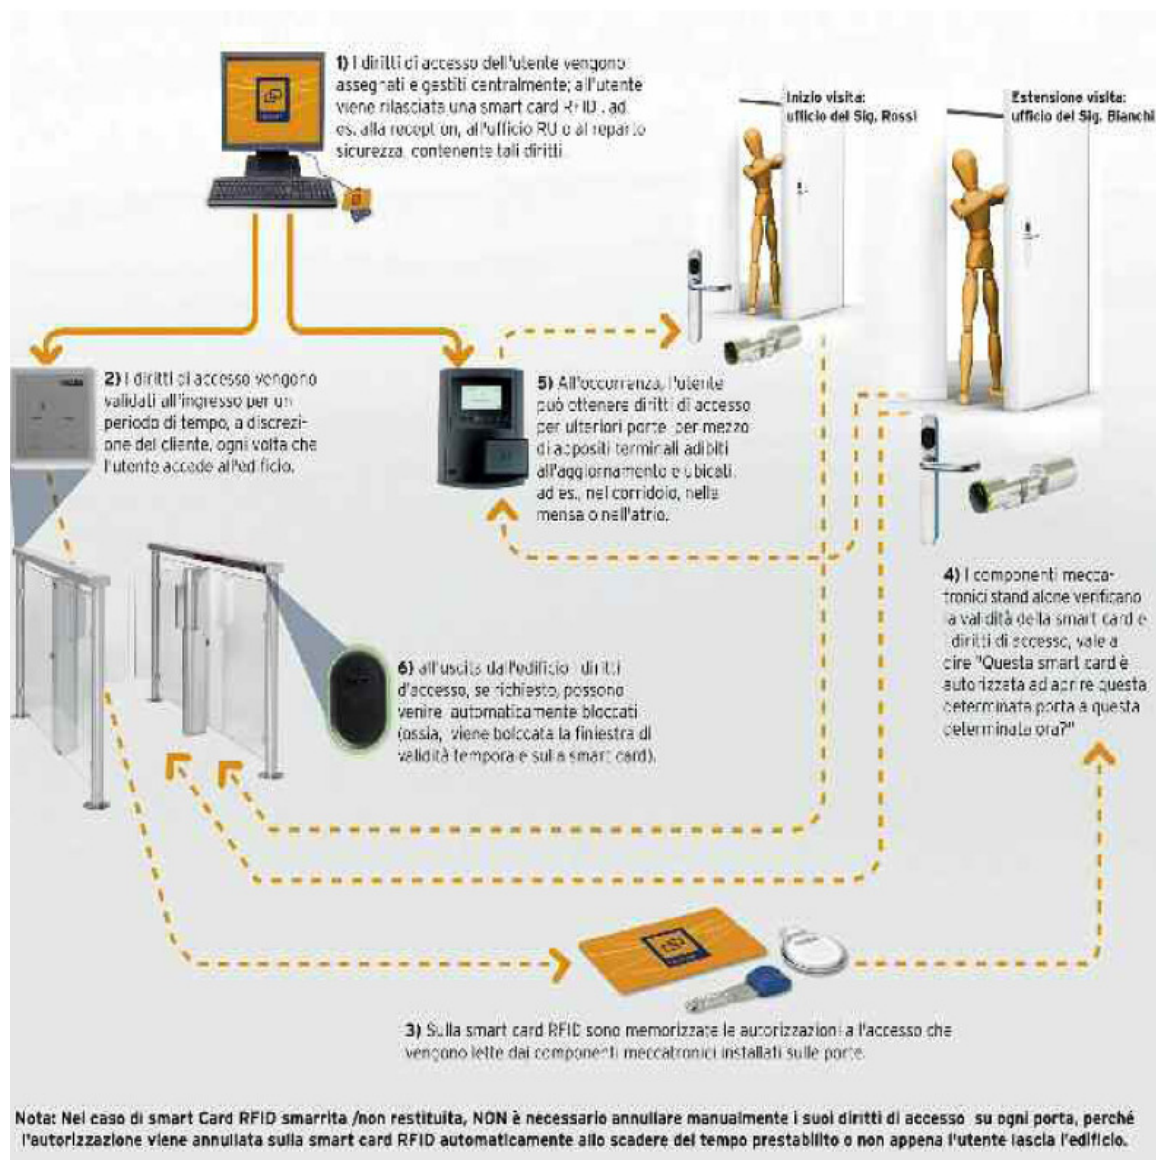 1) I diritti di accesso dell'utente vengono
assegnati e gestiti centralmente; all'utente
viene rilasciata una smart card RFID , ad
es. alla reception, all'ufficio RU o al reparto
sicurezza, contenente tali diritti.
Inizio visita:
ufficio del Sig. Rossi
Estensione visita:
ufficio del Sig. Bianchi
2) I diritti di accesso vengono
validati all'ingresso per un
periodo di tempo, a discrezi-
one del cliente, ogni volta che
l'utente accede all'edificio.
5) All'occorrenza, l'utente
può ottenere diritti di accesso
per ulteriori porte per mezzo
di appositi terminali adibiti
all'aggiornamento e ubicati,
ad es., nel corridoio, nella
mensa o nell'atrio.
4) I componenti mecca-
tronici stand alone verificano
la validità della smart card e
i diritti di accesso, vale a
dire "Questa smart card è
autorizzata ad aprire questa
determinata porta a questa
determinata ora?"
6) all'uscita dall'edificio i diritti
d'accesso, se richiesto, possono
venire automaticamente bloccati
(ossia, viene bolccata la finiestra di
validità temporale sulla smart card).
3) Sulla smart card RFID sono memorizzate le autorizzazioni a l'accesso che
vengono lette dai componenti meccatronici installati sulle porte.
Nota: Nel caso di smart Card RFID smarrita /non restituita, NON è necessario annullare manualmente i suoi diritti di accesso su ogni porta, perché
l'autorizzazione viene annullata sulla smart card RFID automaticamente allo scadere del tempo prestabilito o non appena l'utente lascia l'edificio.